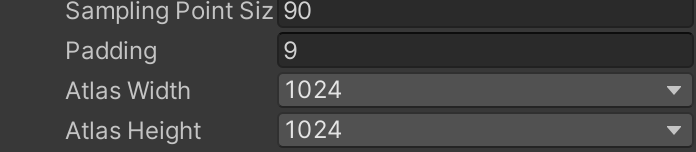 Sampling Point Siz 90
Padding 9
Atlas Width 1024
Atlas Height 1024